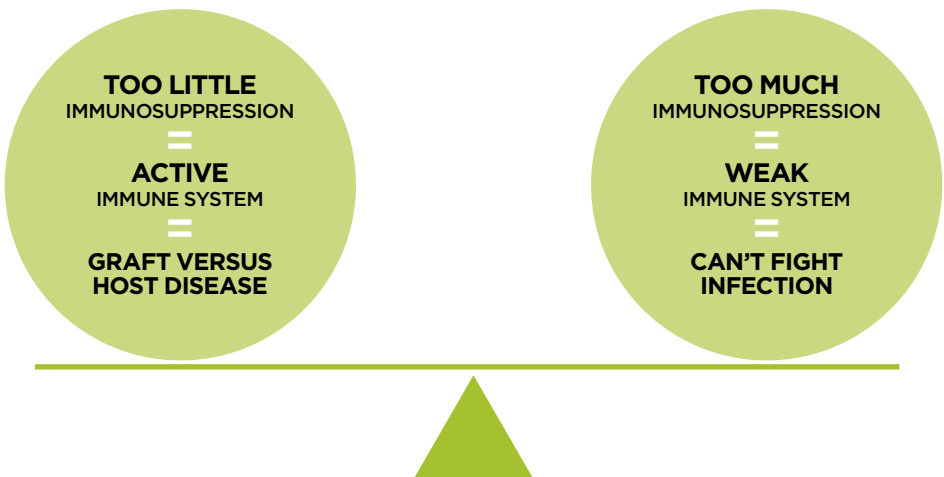 TOO LITTLE
IMMUNOSUPPRESSION
=
ACTIVE
IMMUNE SYSTEM
=
GRAFT VERSUS
HOST DISEASE
TOO MUCH
IMMUNOSUPPRESSION
=
WEAK
IMMUNE SYSTEM
=
CAN'T FIGHT
INFECTION